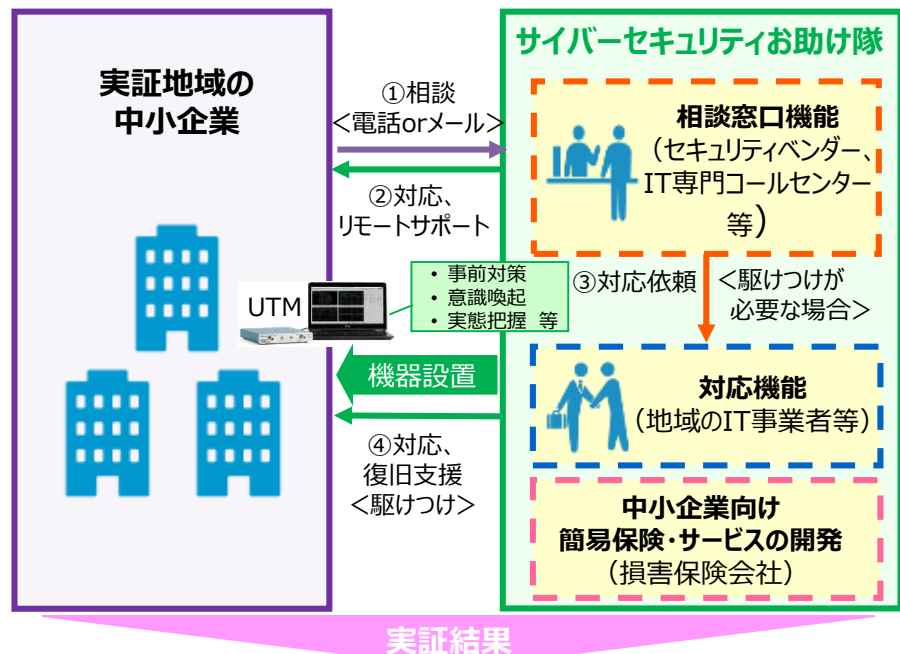 実証地域の
中小企業
①相談
＜電話orメール＞
②対応、
リモートサポート
UTM
• 事前対策
• 意識喚起
• 実態把握 等
機器設置
④対応、
復旧支援
＜駆けつけ＞
サイバーセキュリティお助け隊
相談窓口機能
（セキュリティベンダー、
IT専門コールセンター
等）
③対応依頼
＜駆けつけが
必要な場合＞
対応機能
（地域のIT事業者等）
中小企業向け
簡易保険・サービスの開発
（損害保険会社）
実証結果